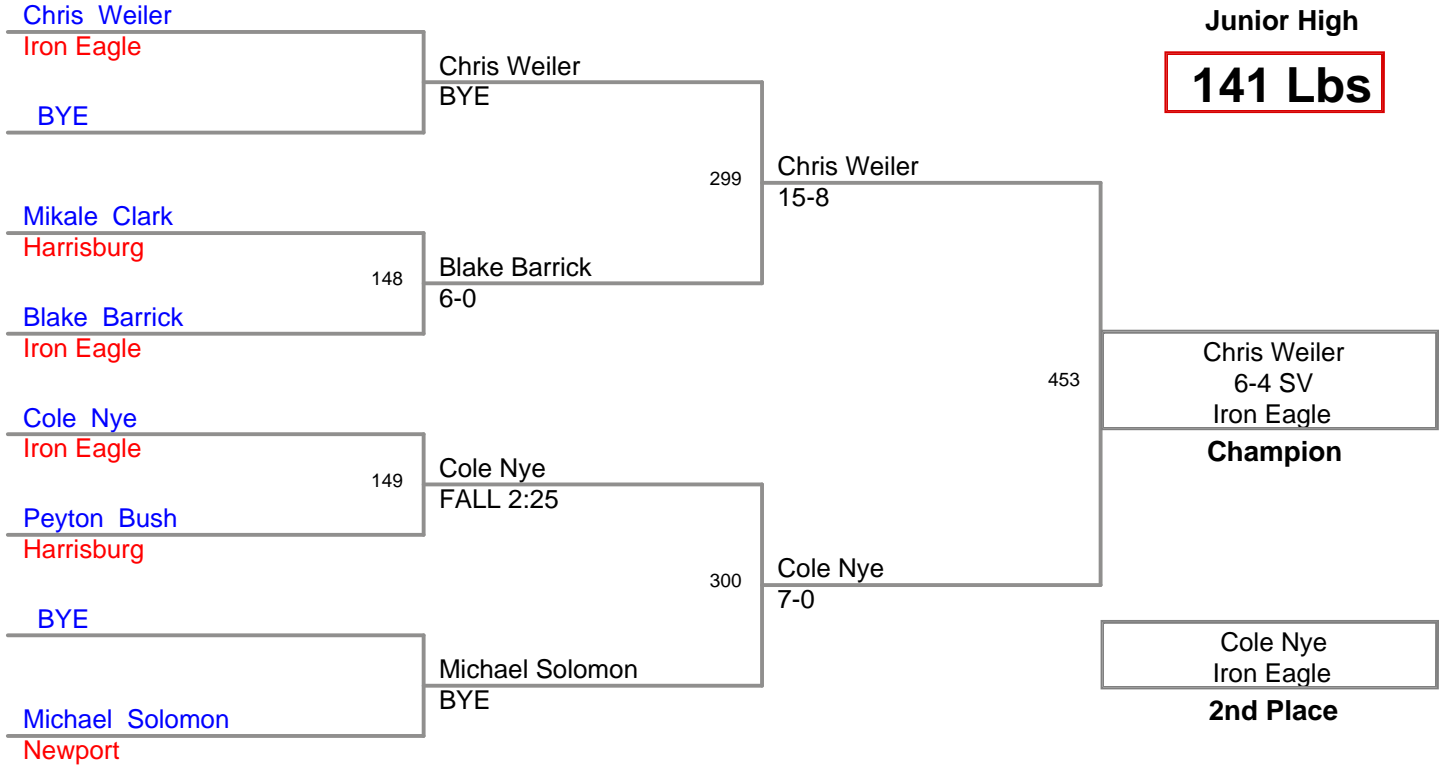 Chris Weiler
Iron Eagle
BYE
Mikale Clark
Harrisburg
Blake Barrick
Iron Eagle
Cole Nye
Iron Eagle
Peyton Bush
Harrisburg
BYE
Michael Solomon
Newport
148
149
Chris Weiler
BYE
Blake Barrick
6-0
Cole Nye
FALL 2:25
Michael Solomon
BYE
299
300
Chris Weiler
15-8
Cole Nye
7-0
453
Junior High
141 Lbs
Chris Weiler
6-4 SV
Iron Eagle
Champion
Cole Nye
Iron Eagle
2nd Place